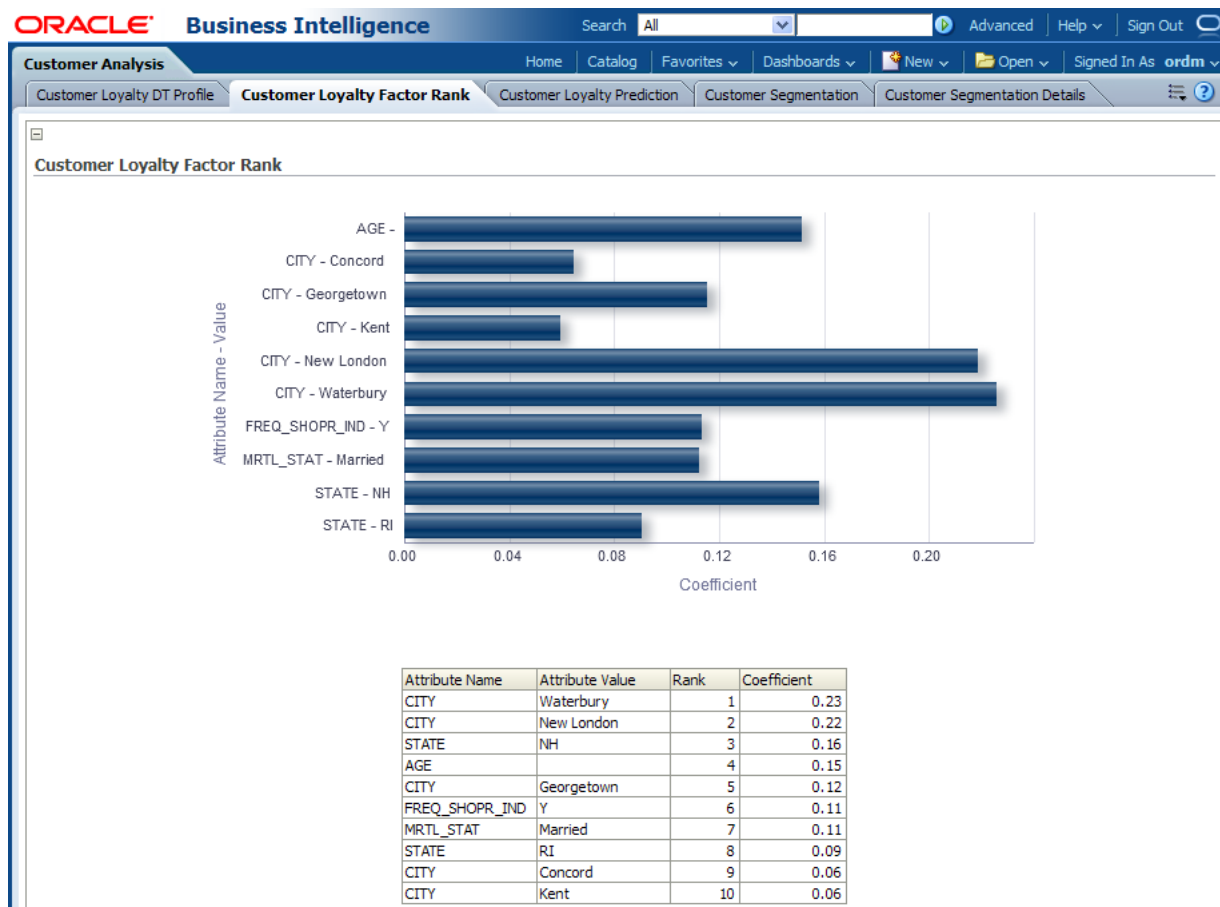 ORACLE Business Intelligence Search All Advanced Help Sign Out
Customer Analysis Home Catalog Favorites Dashboards New Open Signed In As ordm
Customer Loyalty DT Profile Customer Loyalty Factor Rank Customer Loyalty Prediction Customer Segmentation Customer Segmentation Details ?
Customer Loyalty Factor Rank
Attribute Name - Value
AGE -
CITY - Concord
CITY - Georgetown
CITY - Kent
CITY - New London
CITY - Waterbury
FREQ_SHOPR_IND - Y
MRTL_STAT - Married
STATE - NH
STATE - RI
0.00 0.04 0.08 0.12 0.16 0.20
Coefficient
Attribute Name Attribute Value Rank Coefficient
CITY Waterbury 1 0.23
CITY New London 2 0.22
STATE NH 3 0.16
AGE 4 0.15
CITY Georgetown 5 0.12
FREQ_SHOPR_IND Y 6 0.11
MRTL_STAT Married 7 0.11
STATE RI 8 0.09
CITY Concord 9 0.06
CITY Kent 10 0.06